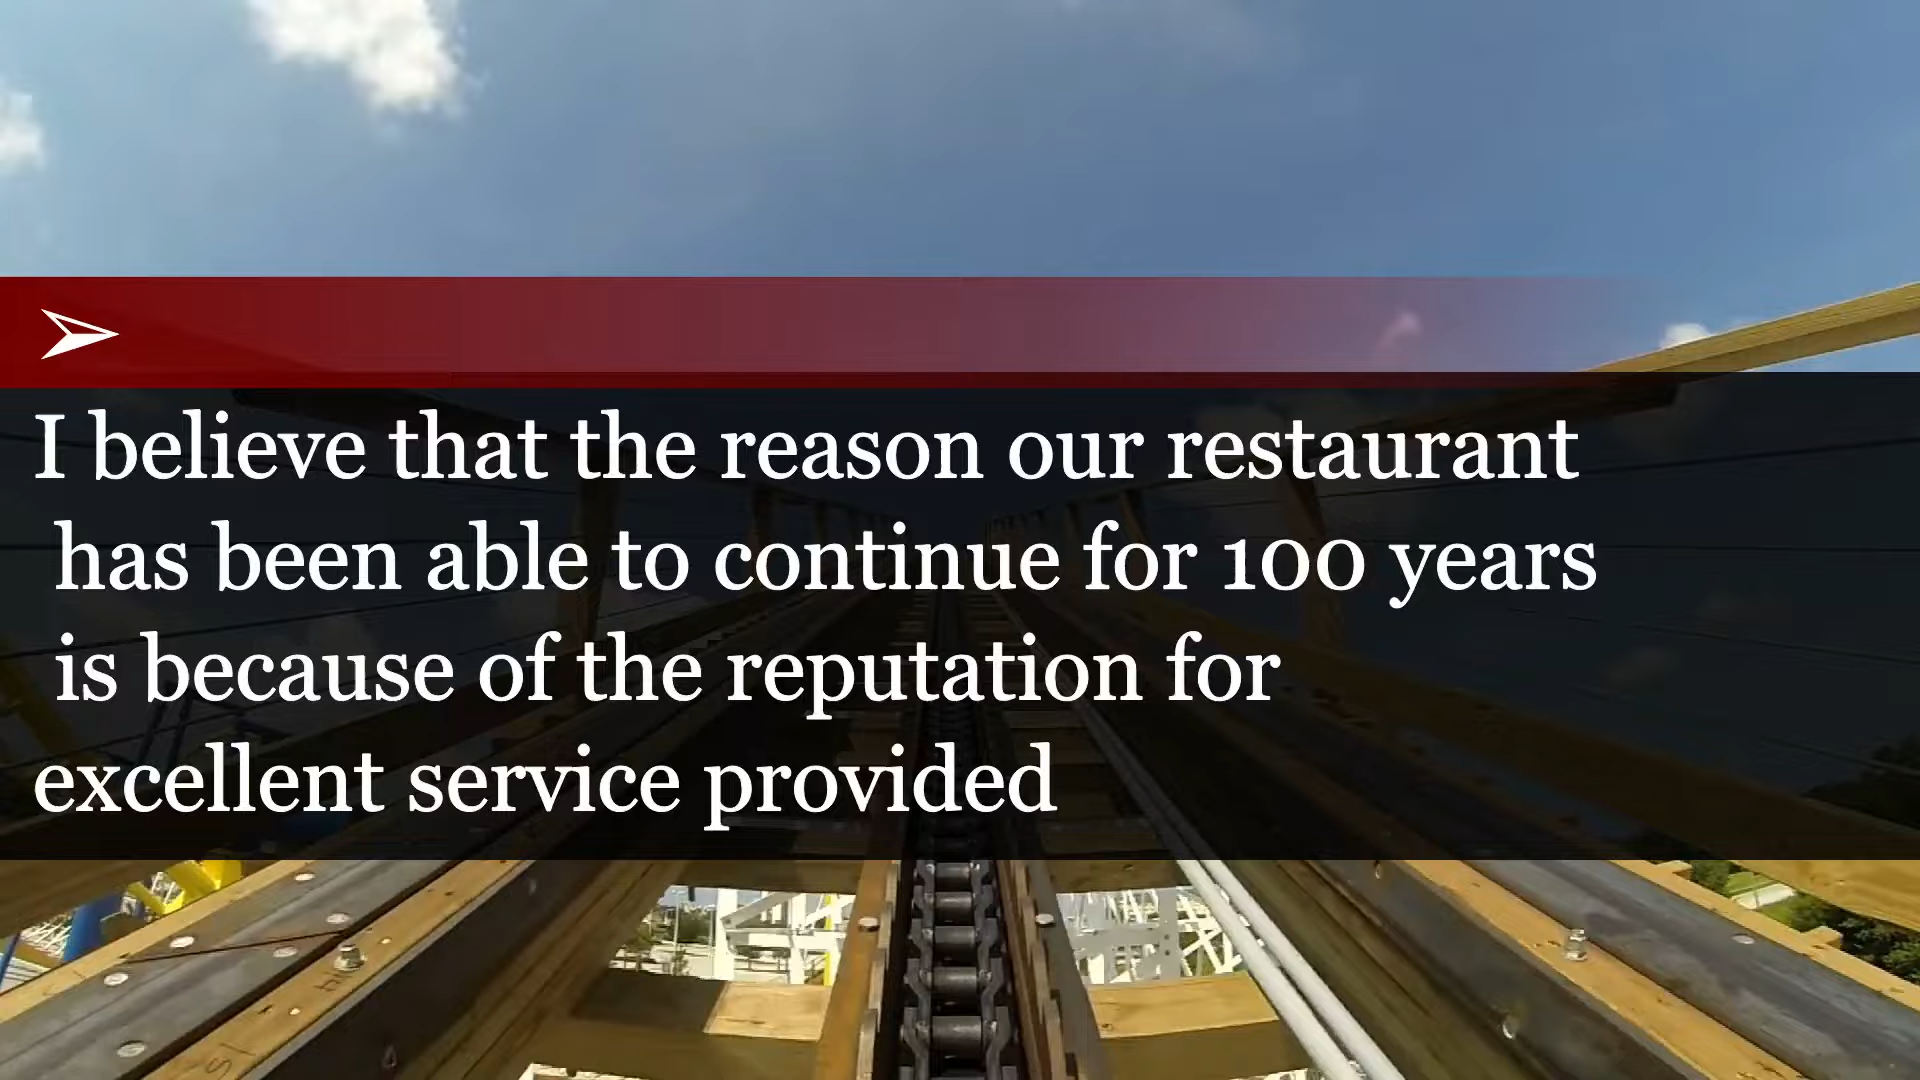 I believe that the reason our restaurant
has been able to continue for 100 years
is because of the reputation for
excellent service provided